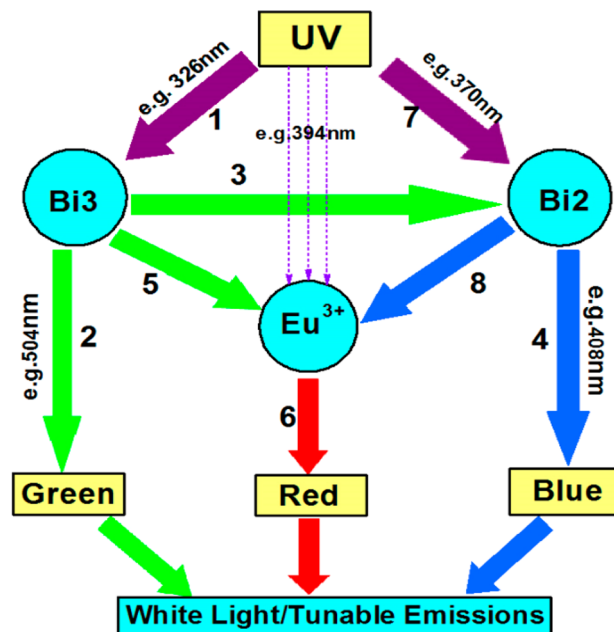 UV
e.g. 326nm
1
e.g.394nm
7
e.g.370nm
Bi3
3
Bi2
5
8
Eu3+
e.g.504nm
2
4
e.g.408nm
6
Green
Red
Blue
White Light/Tunable Emissions